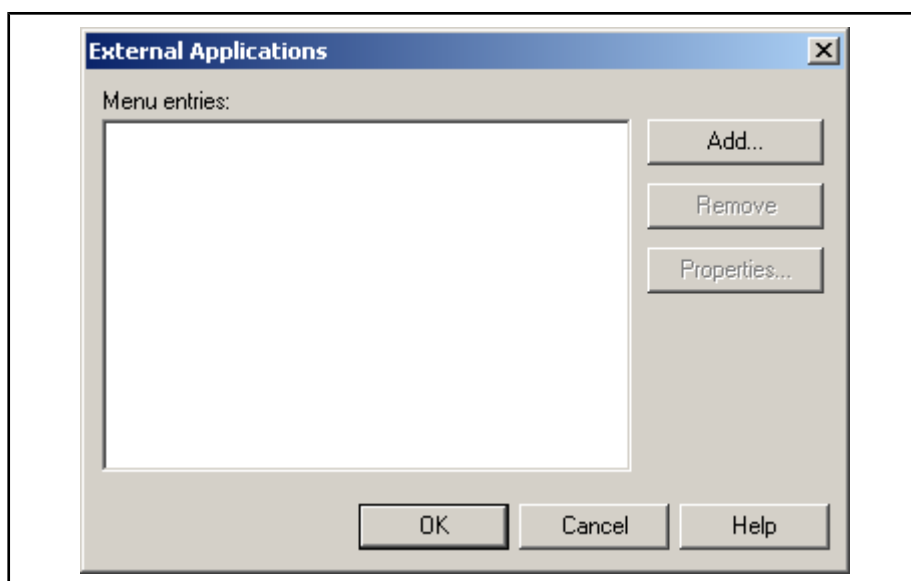 External Applications
Menu entries:
Add...
Remove
Properties...
OK
Cancel
Help